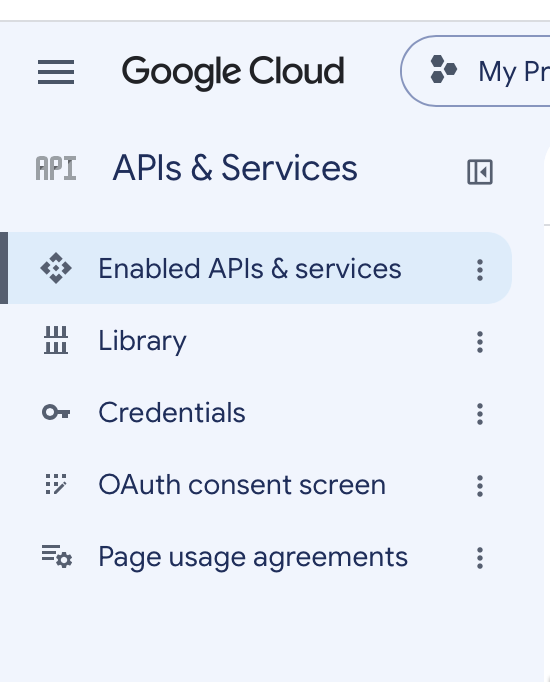 Google Cloud
My Pr
API APIs & Services
Enabled APIs & services
Library
Credentials
OAuth consent screen
Page usage agreements